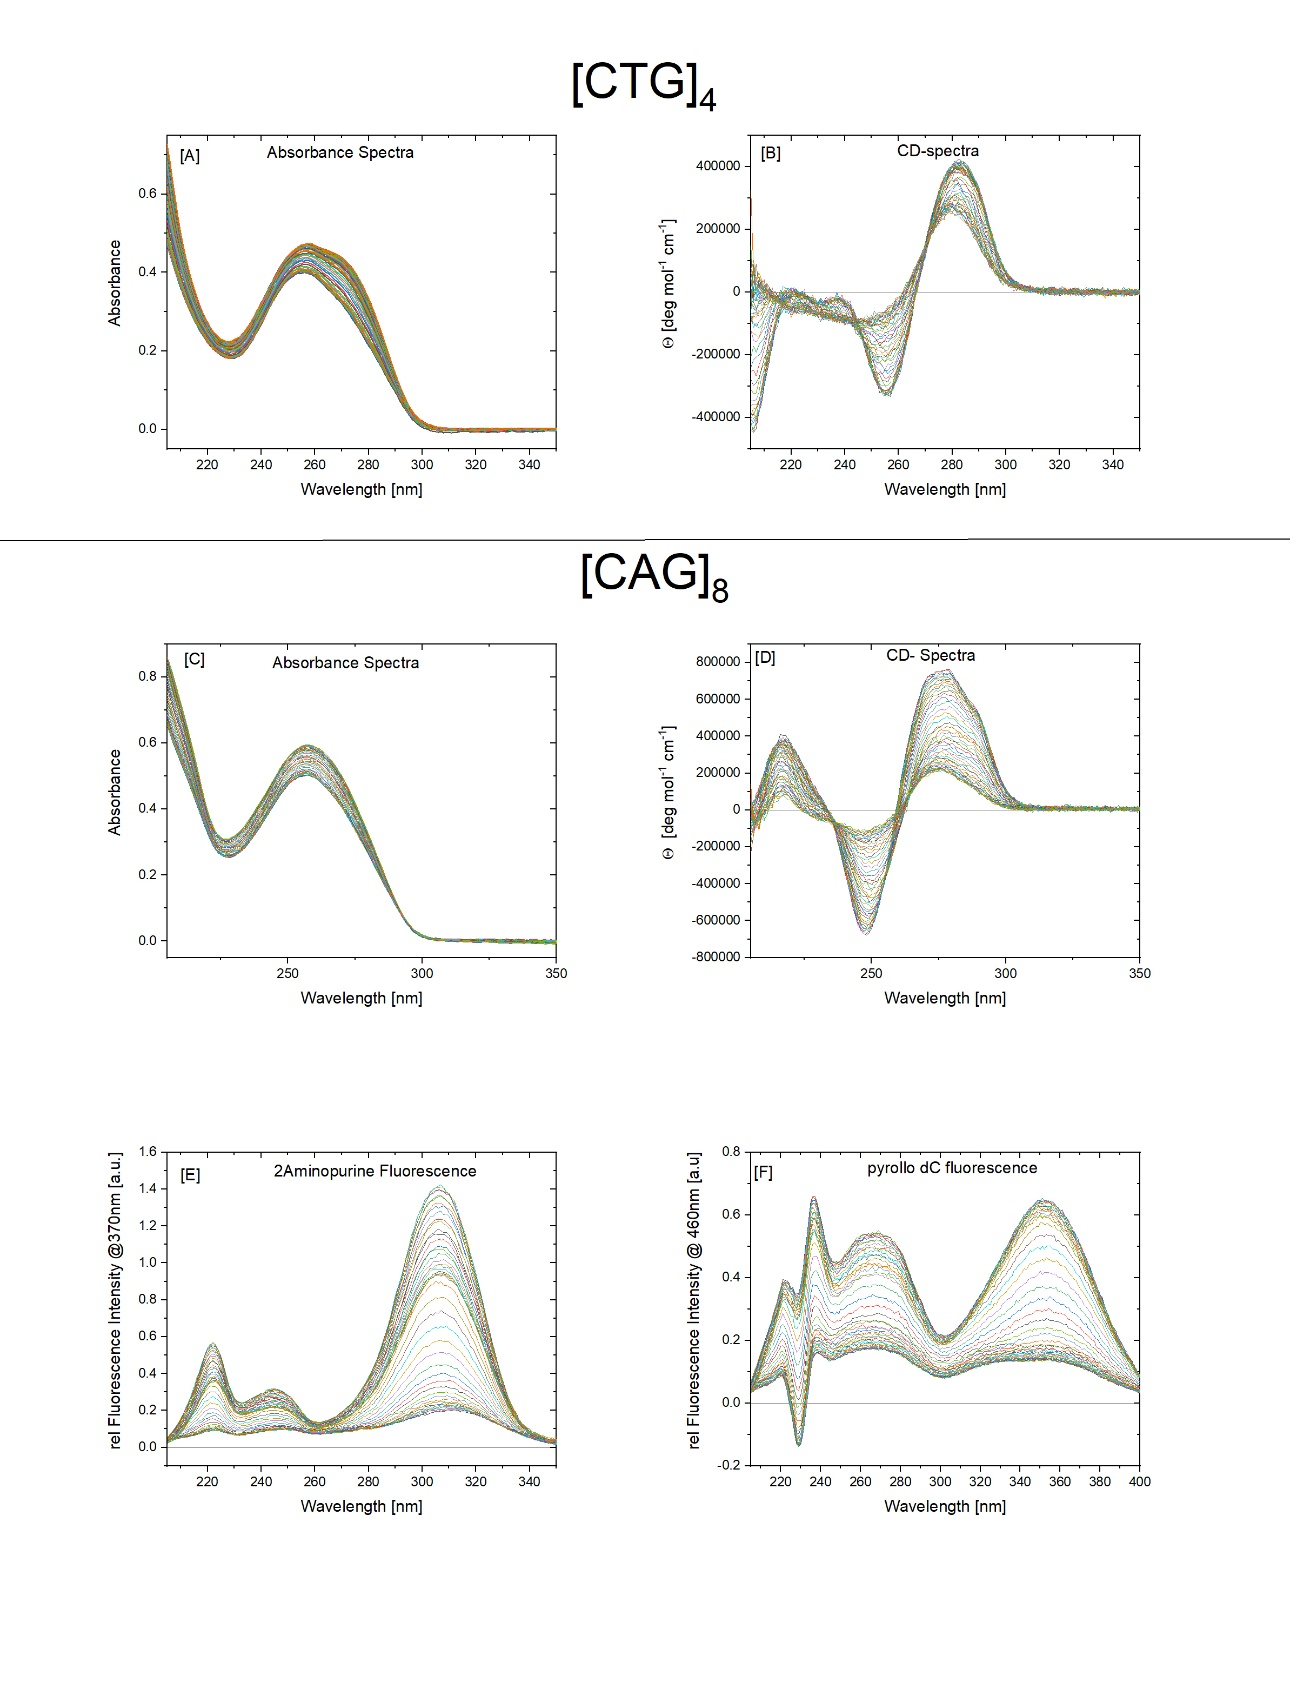 [CTG]4
[A]
Absorbance Spectra
Absorbance
0.6
0.4
0.2
0.0
220 240 260 280 300 320 340
Wavelength [nm]
[B]
CD-spectra
Θ [deg mol-1 cm-1]
400000
200000
0
-200000
-400000
220 240 260 280 300 320 340
Wavelength [nm]
[CAG]8
[C]
Absorbance Spectra
Absorbance
0.8
0.6
0.4
0.2
0.0
250 300 350
Wavelength [nm]
[D]
CD- Spectra
Θ [deg mol-1 cm-1]
800000
600000
400000
200000
0
-200000
-400000
-600000
-800000
250 300 350
Wavelength [nm]
[E]
2Aminopurine Fluorescence
rel Fluorescence Intensity @370nm [a.u.]
1.6
1.4
1.2
1.0
0.8
0.6
0.4
0.2
0.0
220 240 260 280 300 320 340
Wavelength [nm]
[F]
pyrollo dC fluorescence
rel Fluorescence Intensity @ 460nm [a.u]
0.8
0.6
0.4
0.2
0.0
-0.2
220 240 260 280 300 320 340 360 380 400
Wavelength [nm]